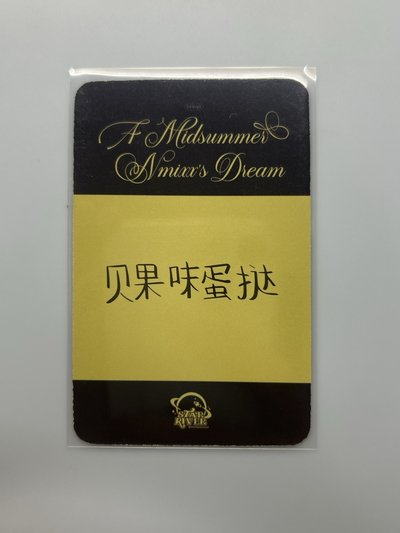 A Midsummer
Nmixx's Dream
贝果味蛋挞
STAR
RIVER